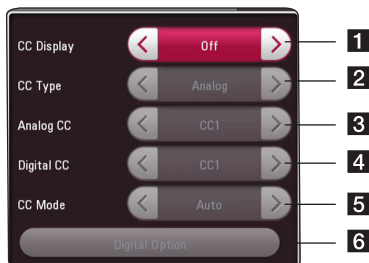 CC Display Off 1
CC Type Analog 2
Analog CC CC1 3
Digital CC CC1 4
CC Mode Auto 5
Digital Option 6